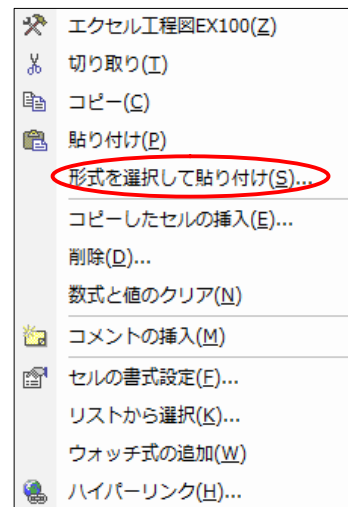 エクセル工程図EX100(Z)
切り取り(T)
コピー(C)
貼り付け(P)
形式を選択して貼り付け(S)...
コピーしたセルの挿入(E)...
削除(D)...
数式と値のクリア(N)
コメントの挿入(M)
セルの書式設定(F)...
リストから選択(K)...
ウォッチ式の追加(W)
ハイパーリンク(H)...